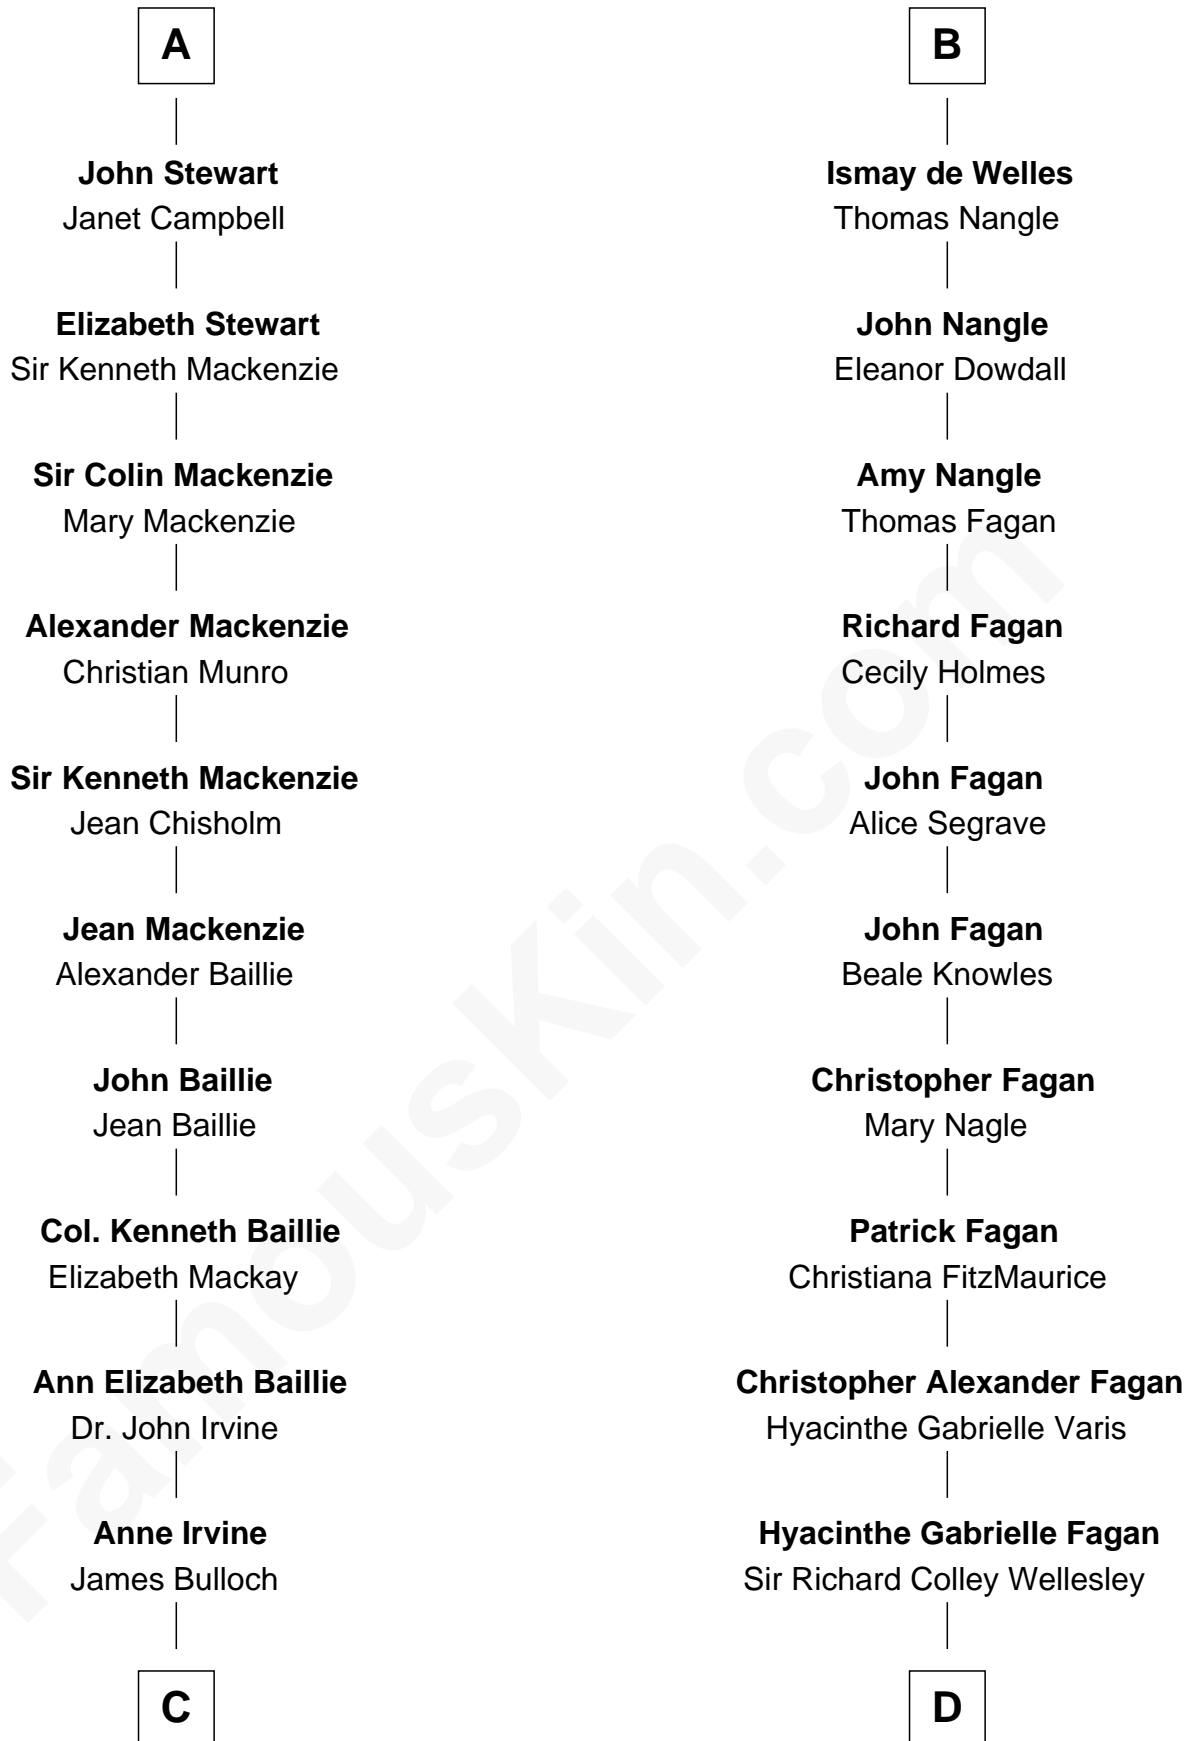 A
John Stewart
Janet Campbell
Elizabeth Stewart
Sir Kenneth Mackenzie
Sir Colin Mackenzie
Mary Mackenzie
Alexander Mackenzie
Christian Munro
Sir Kenneth Mackenzie
Jean Chisholm
Jean Mackenzie
Alexander Baillie
John Baillie
Jean Baillie
Col. Kenneth Baillie
Elizabeth Mackay
Ann Elizabeth Baillie
Dr. John Irvine
Anne Irvine
James Bulloch
C
B
Ismay de Welles
Thomas Nangle
John Nangle
Eleanor Dowdall
Amy Nangle
Thomas Fagan
Richard Fagan
Cecily Holmes
John Fagan
Alice Segrave
John Fagan
Beale Knowles
Christopher Fagan
Mary Nagle
Patrick Fagan
Christiana FitzMaurice
Christopher Alexander Fagan
Hyacinthe Gabrielle Varis
Hyacinthe Gabrielle Fagan
Sir Richard Colley Wellesley
D
FamousKin.com